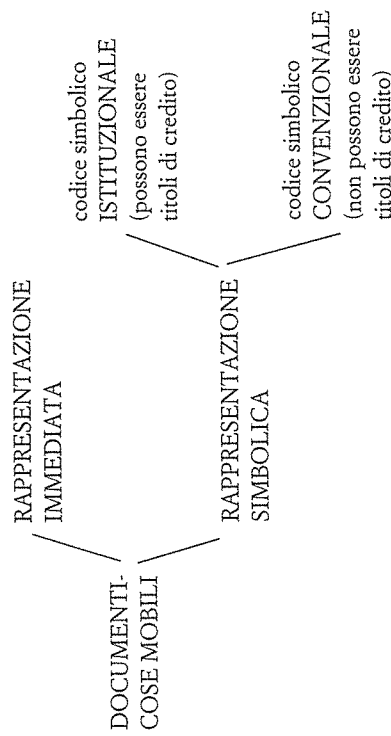 DOCUMENTI-
COSE MOBILI
RAPPRESENTAZIONE
IMMEDIATA
RAPPRESENTAZIONE
SIMBOLICA
codice simbolico
ISTITUZIONALE
(possono essere
titoli di credito)
codice simbolico
CONVENZIONALE
(non possono essere
titoli di credito)